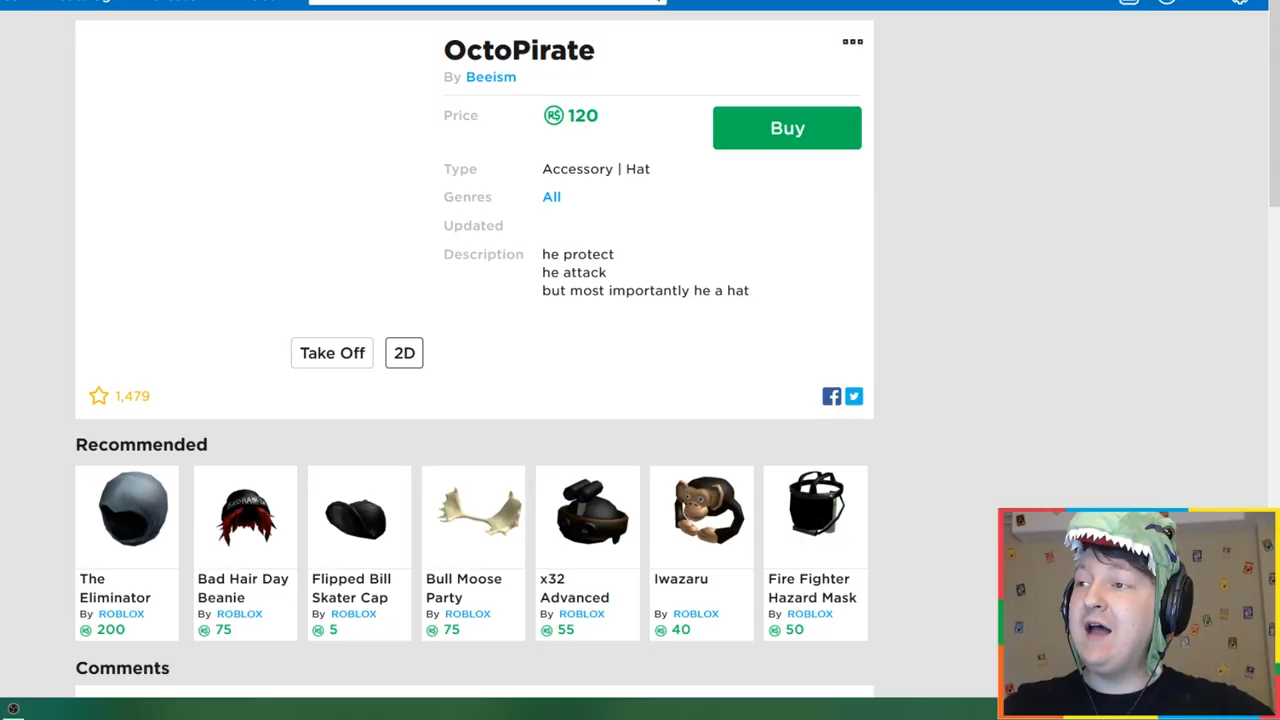 OctoPirate
By Beeism
Price
R$ 120
Buy
Type
Accessory | Hat
Genres
All
Updated
Description
he protect
he attack
but most importantly he a hat
Take Off
2D
1,479
Recommended
The Eliminator
By ROBLOX
200
Bad Hair Day Beanie
By ROBLOX
75
Flipped Bill Skater Cap
By ROBLOX
5
Bull Moose Party
By ROBLOX
75
x32 Advanced
By ROBLOX
55
Iwazaru
By ROBLOX
40
Fire Fighter Hazard Mask
By ROBLOX
50
Comments